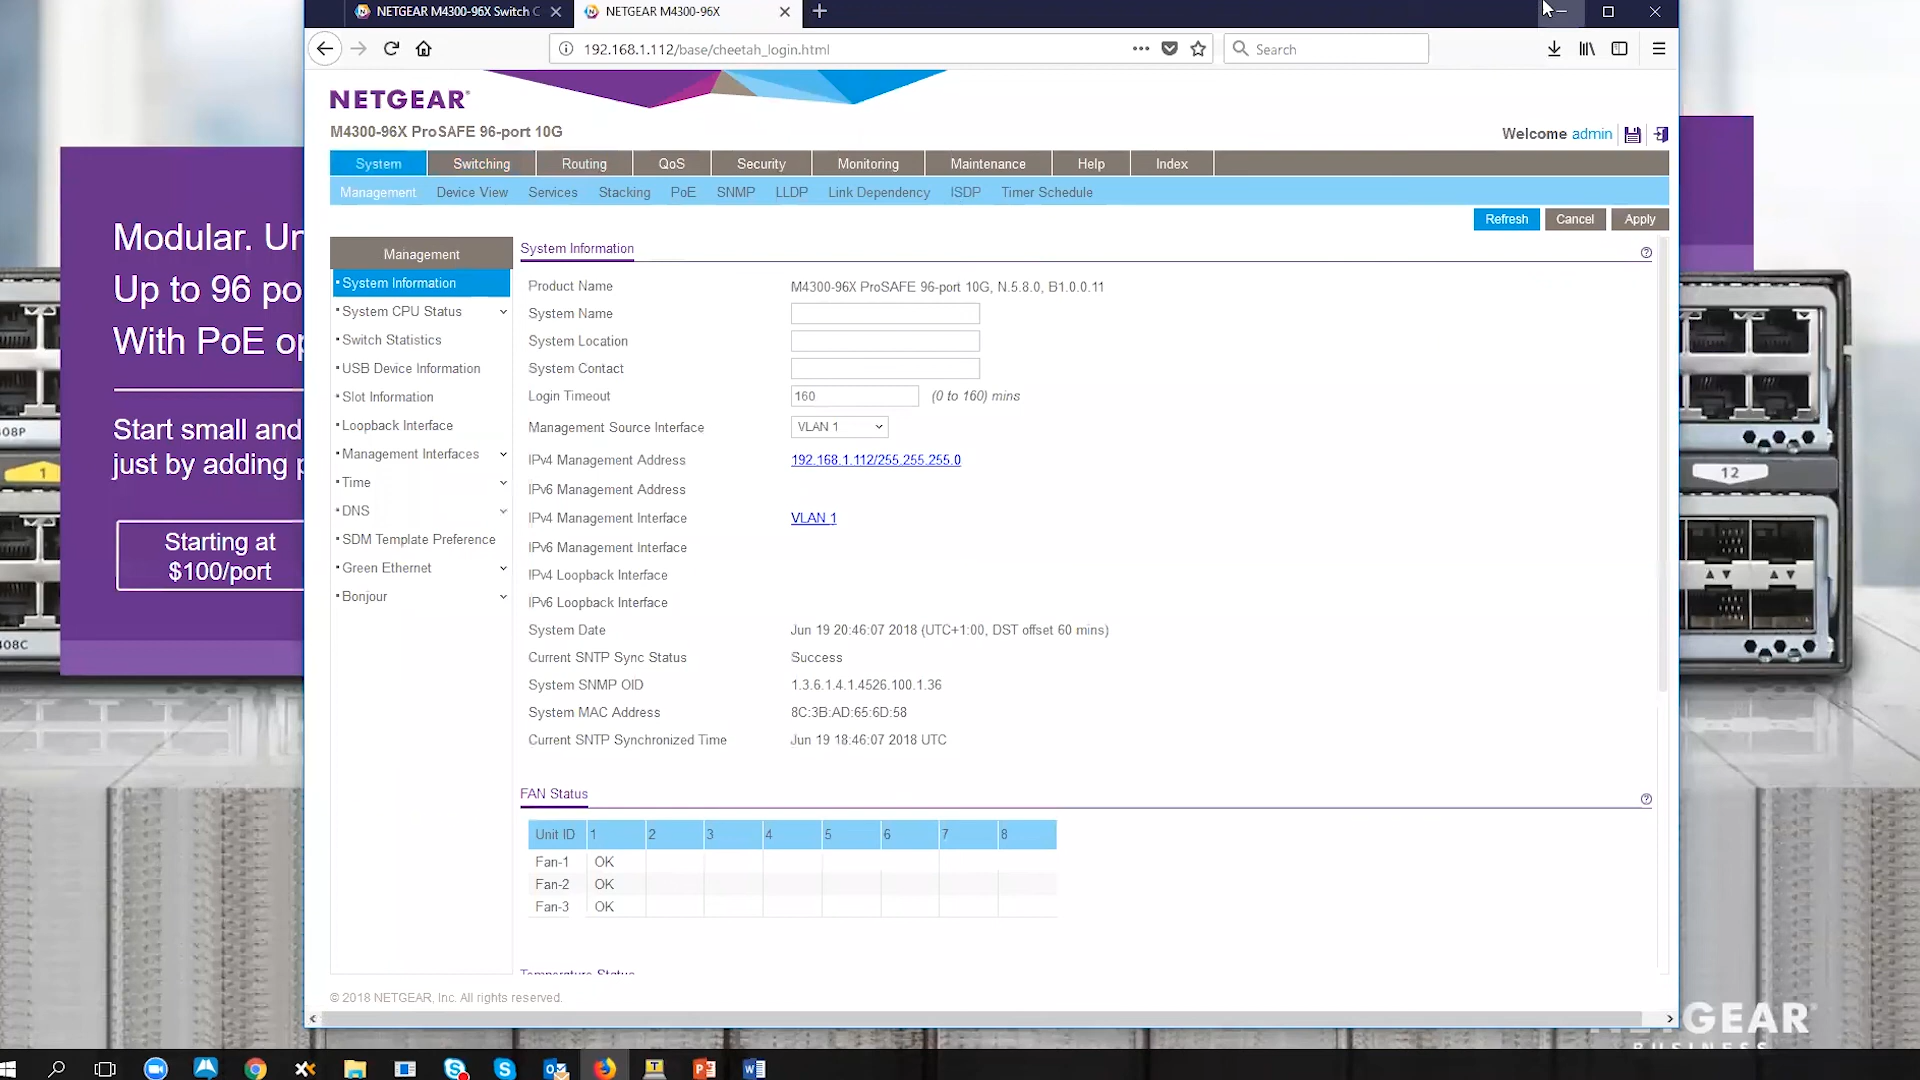 NETGEAR M4300-96X Switch C
NETGEAR M4300-96X
192.168.1.112/base/cheetah_login.html
Search
NETGEAR
M4300-96X ProSAFE 96-port 10G
Welcome admin
System
Switching
Routing
QoS
Security
Monitoring
Maintenance
Help
Index
Management
Device View
Services
Stacking
PoE
SNMP
LLDP
Link Dependency
ISDP
Timer Schedule
Refresh
Cancel
Apply
Management
System Information
System CPU Status
Switch Statistics
USB Device Information
Slot Information
Loopback Interface
Management Interfaces
Time
DNS
SDM Template Preference
Green Ethernet
Bonjour
System Information
Product Name M4300-96X ProSAFE 96-port 10G, N.5.8.0, B1.0.0.11
System Name
System Location
System Contact
Login Timeout 160 (0 to 160) mins
Management Source Interface VLAN 1
IPv4 Management Address 192.168.1.112/255.255.255.0
IPv6 Management Address
IPv4 Management Interface VLAN 1
IPv6 Management Interface
IPv4 Loopback Interface
IPv6 Loopback Interface
System Date Jun 19 20:46:07 2018 (UTC+1:00, DST offset 60 mins)
Current SNTP Sync Status Success
System SNMP OID 1.3.6.1.4.1.4526.100.1.36
System MAC Address 8C:3B:AD:65:6D:58
Current SNTP Synchronized Time Jun 19 18:46:07 2018 UTC
FAN Status
Unit ID 1 2 3 4 5 6 7 8
Fan-1 OK
Fan-2 OK
Fan-3 OK
Temperature Status
© 2018 NETGEAR, Inc. All rights reserved.
Modular. Un
Up to 96 po
With PoE op
Start small and
just by adding p
Starting at
$100/port
408P
1
408C
12
NETGEAR
BUSINESS